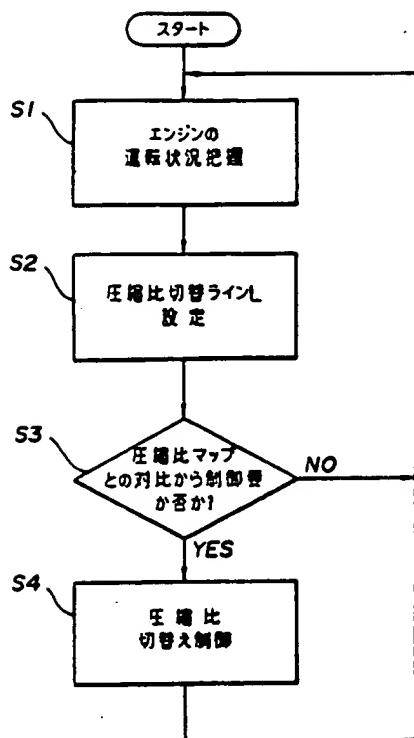 スタート
S1
エンジンの
運転状況把握
S2
圧縮比切替ラインL
設定
S3
圧縮比マップ
との対比から制御要
か否か?
NO
YES
S4
圧縮比
切替え制御